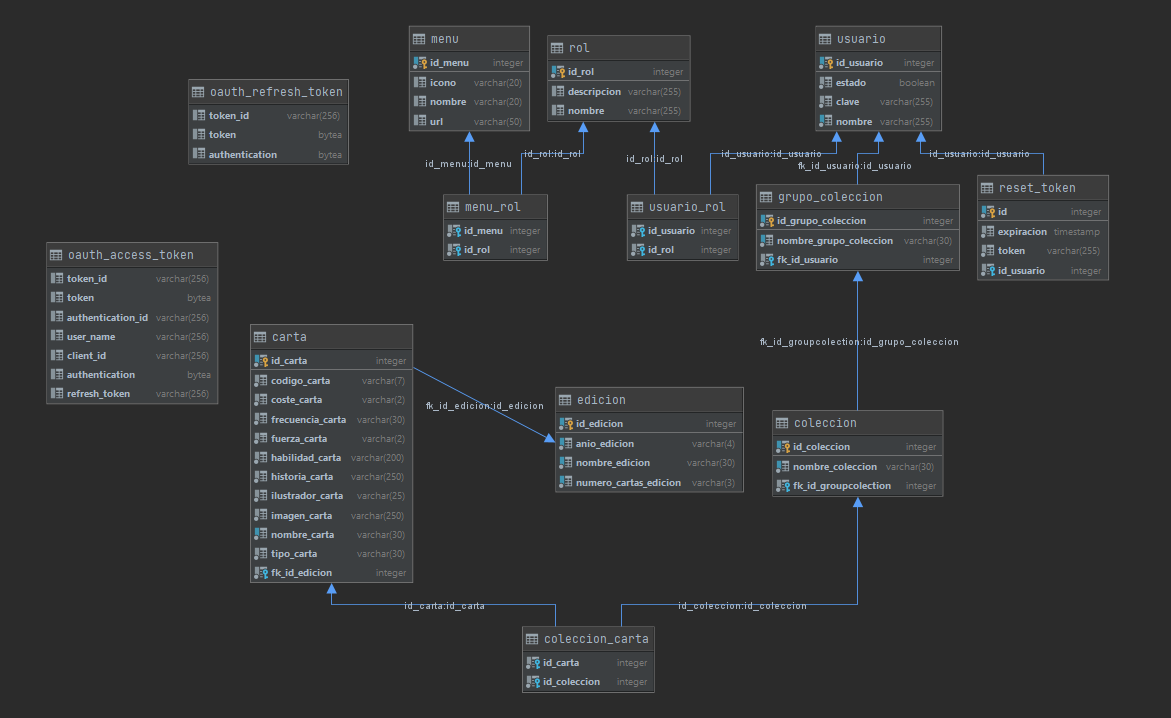 menu
id_menu integer
icono varchar(20)
nombre varchar(20)
url varchar(50)
rol
id_rol integer
descripcion varchar(255)
nombre varchar(255)
usuario
id_usuario integer
estado boolean
clave varchar(255)
nombre varchar(255)
oauth_refresh_token
token_id varchar(256)
token bytea
authentication bytea
id_menu:id_menu
id_rol:id_rol
id_rol:id_rol
id_usuario:id_usuario
fk_id_usuario:id_usuario
id_usuario:id_usuario
menu_rol
id_menu integer
id_rol integer
usuario_rol
id_usuario integer
id_rol integer
grupo_coleccion
id_grupo_coleccion integer
nombre_grupo_coleccion varchar(30)
fk_id_usuario integer
reset_token
id integer
expiracion timestamp
token varchar(255)
id_usuario integer
oauth_access_token
token_id varchar(256)
token bytea
authentication_id varchar(256)
user_name varchar(256)
client_id varchar(256)
authentication bytea
refresh_token varchar(256)
carta
id_carta integer
codigo_carta varchar(7)
coste_carta varchar(2)
frecuencia_carta varchar(30)
fuerza_carta varchar(2)
habilidad_carta varchar(200)
historia_carta varchar(250)
ilustrador_carta varchar(25)
imagen_carta varchar(250)
nombre_carta varchar(30)
tipo_carta varchar(30)
fk_id_edicion integer
fk_id_edicion:id_edicion
fk_id_groupcolection:id_grupo_coleccion
edicion
id_edicion integer
anio_edicion varchar(4)
nombre_edicion varchar(30)
numero_cartas_edicion varchar(3)
coleccion
id_coleccion integer
nombre_coleccion varchar(30)
fk_id_groupcolection integer
id_carta:id_carta
id_coleccion:id_coleccion
coleccion_carta
id_carta integer
id_coleccion integer